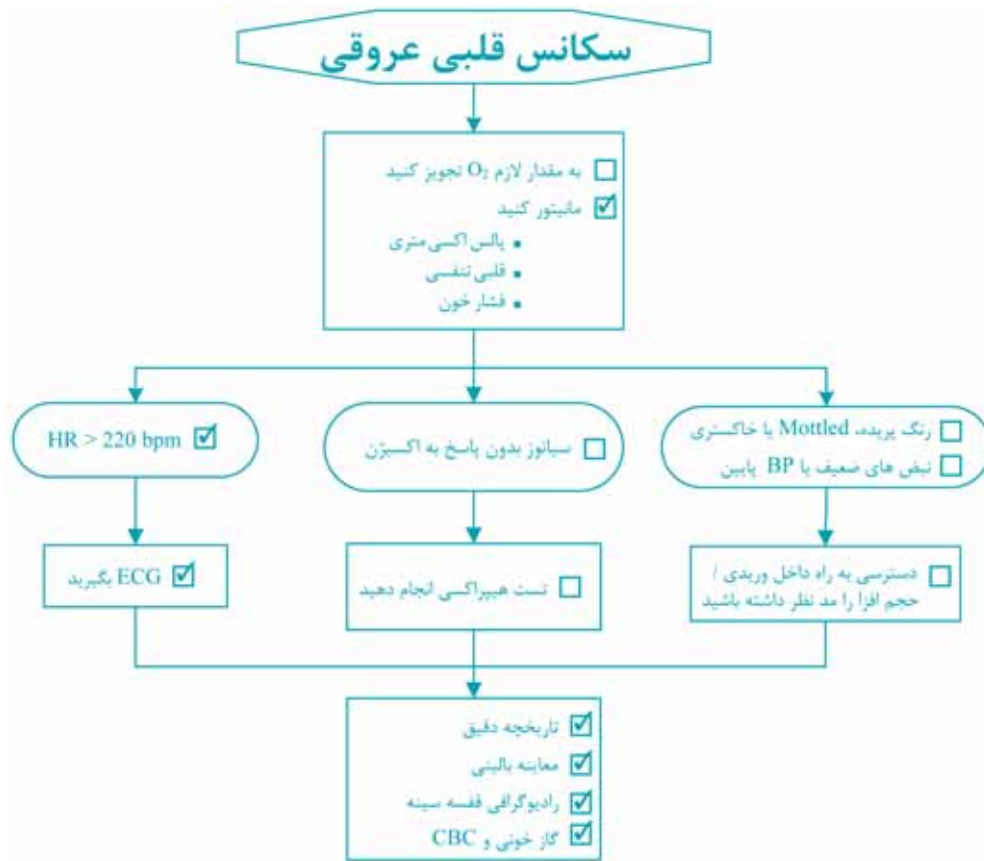 سکانس قلبی عروقی
به مقدار لازم O₂ تجویز کنید
مانیتور کنید
پالس اکسی متری
قلبی تنفسی
فشار خون
رنگ پریده، Mottled یا خاکستری
نبض های ضعیف یا BP پایین
سیانوز بدون پاسخ به اکسیژن
HR > 220 bpm
دسترسی به راه داخل وریدی /
حجم افزا را مد نظر داشته باشید
تست هیپراکسی انجام دهید
ECG بگیرید
تاریخچه دقیق
معاینه بالینی
رادیوگرافی قفسه سینه
گاز خونی و CBC